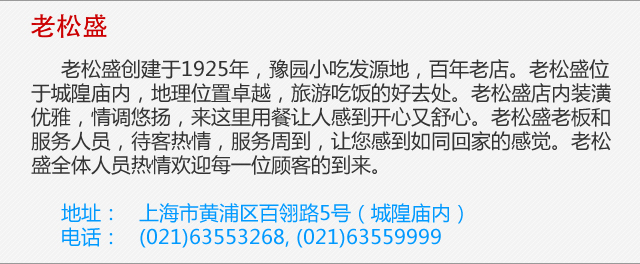 老松盛
老松盛创建于1925年，豫园小吃发源地，百年老店。老松盛位
于城隍庙内，地理位置卓越，旅游吃饭的好去处。老松盛店内装潢
优雅，情调悠扬，来这里用餐让人感到开心又舒心。老松盛老板和
服务人员，待客热情，服务周到，让您感到如同回家的感觉。老松
盛全体人员热情欢迎每一位顾客的到来。
地址： 上海市黄浦区百翎路5号（城隍庙内）
电话： (021)63553268, (021)63559999